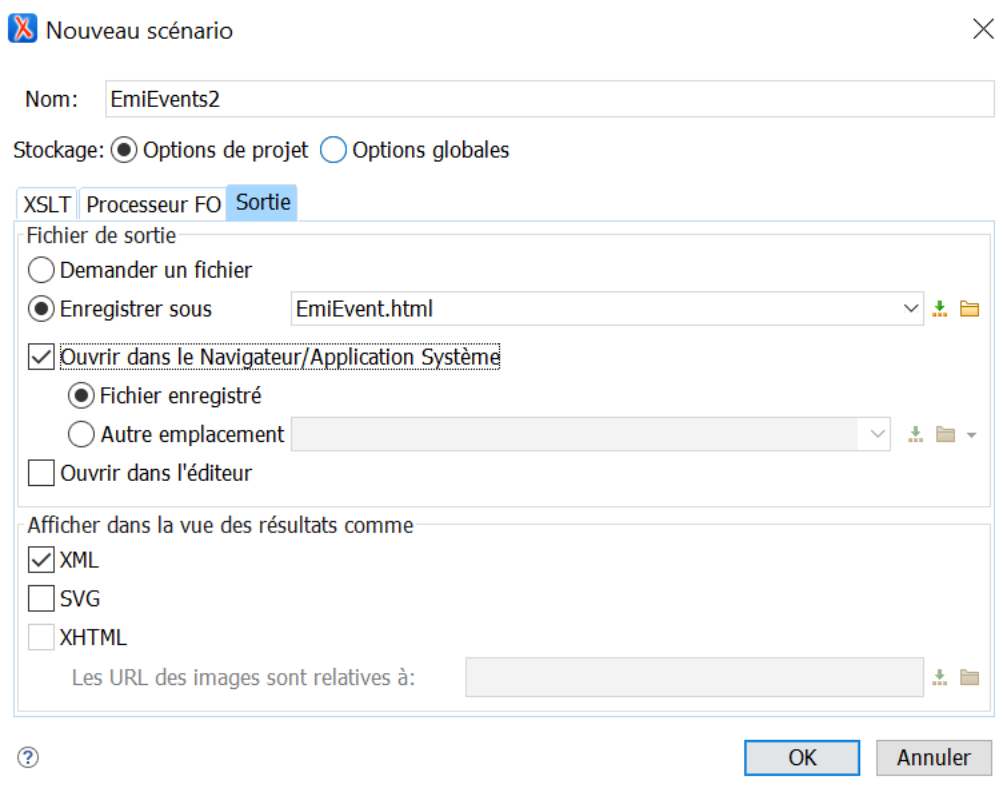 Nouveau scénario
Nom: EmiEvents2
Stockage: Options de projet Options globales
XSLT Processeur FO Sortie
Fichier de sortie
Demander un fichier
Enregistrer sous EmiEvent.html
Ouvrir dans le Navigateur/Application Système
Fichier enregistré
Autre emplacement
Ouvrir dans l'éditeur
Afficher dans la vue des résultats comme
XML
SVG
XHTML
Les URL des images sont relatives à:
? OK Annuler